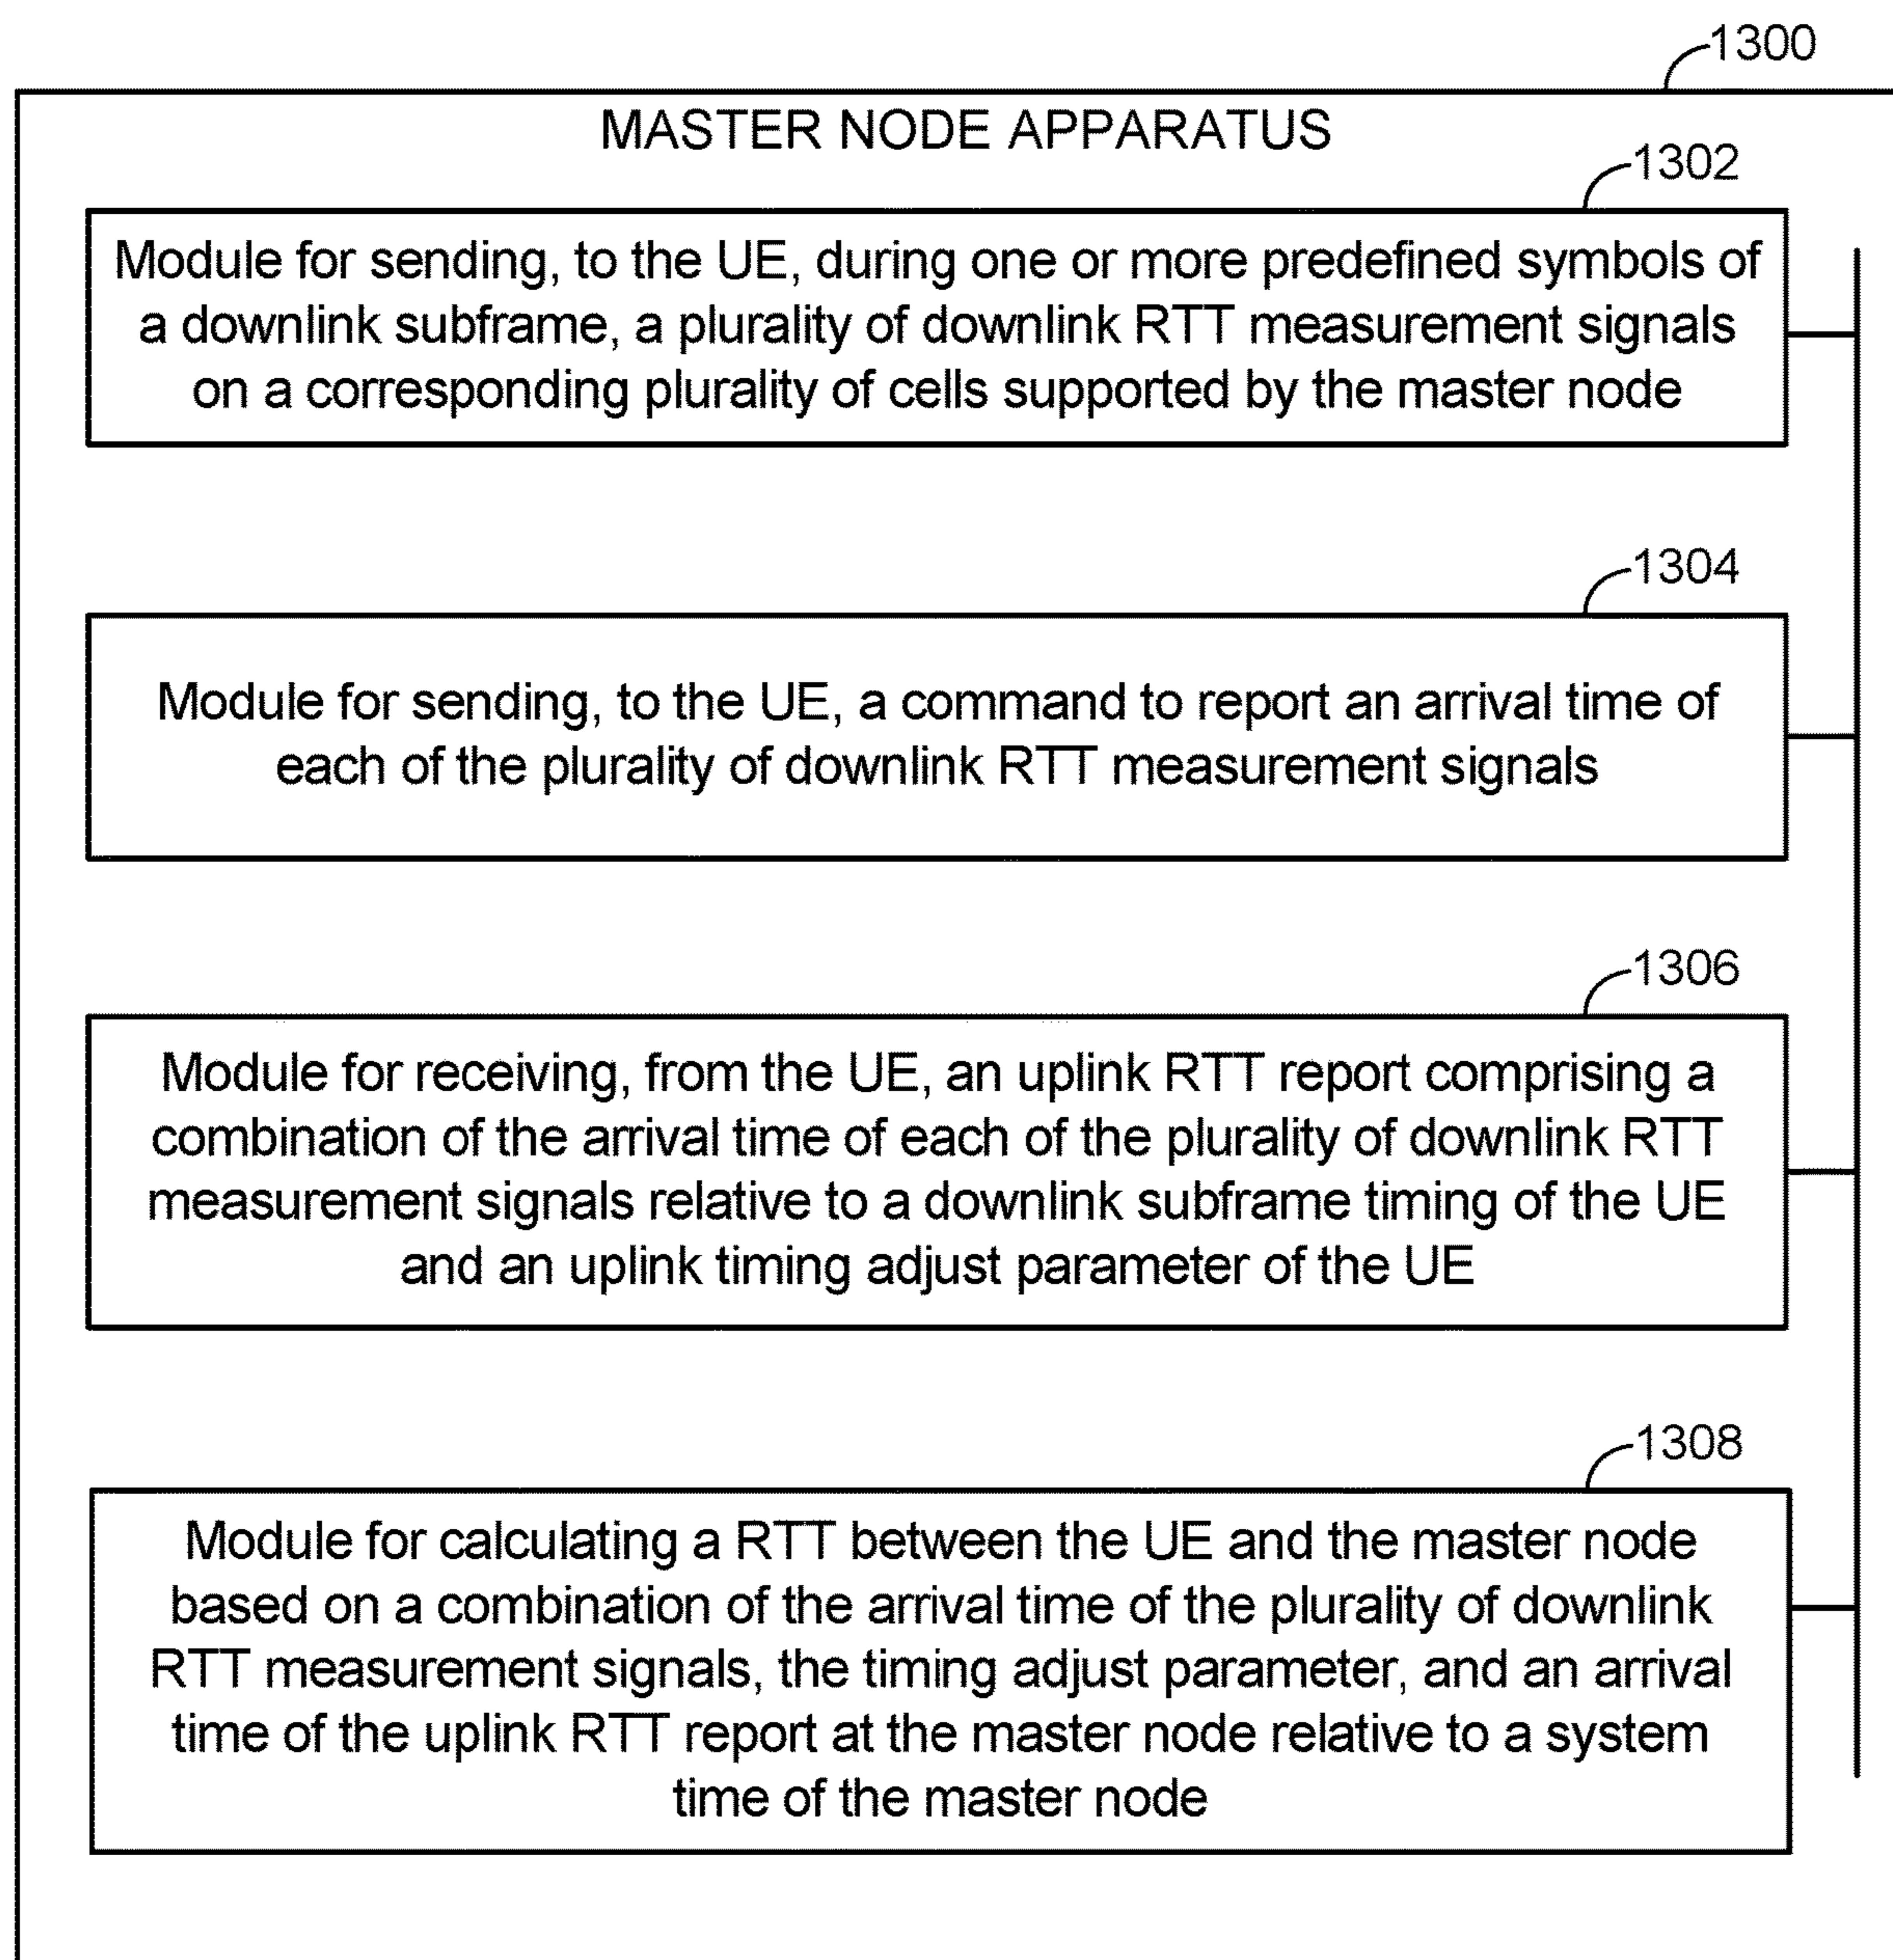 1300
MASTER NODE APPARATUS
1302
Module for sending, to the UE, during one or more predefined symbols of
a downlink subframe, a plurality of downlink RTT measurement signals
on a corresponding plurality of cells supported by the master node
1304
Module for sending, to the UE, a command to report an arrival time of
each of the plurality of downlink RTT measurement signals
1306
Module for receiving, from the UE, an uplink RTT report comprising a
combination of the arrival time of each of the plurality of downlink RTT
measurement signals relative to a downlink subframe timing of the UE
and an uplink timing adjust parameter of the UE
1308
Module for calculating a RTT between the UE and the master node
based on a combination of the arrival time of the plurality of downlink
RTT measurement signals, the timing adjust parameter, and an arrival
time of the uplink RTT report at the master node relative to a system
time of the master node